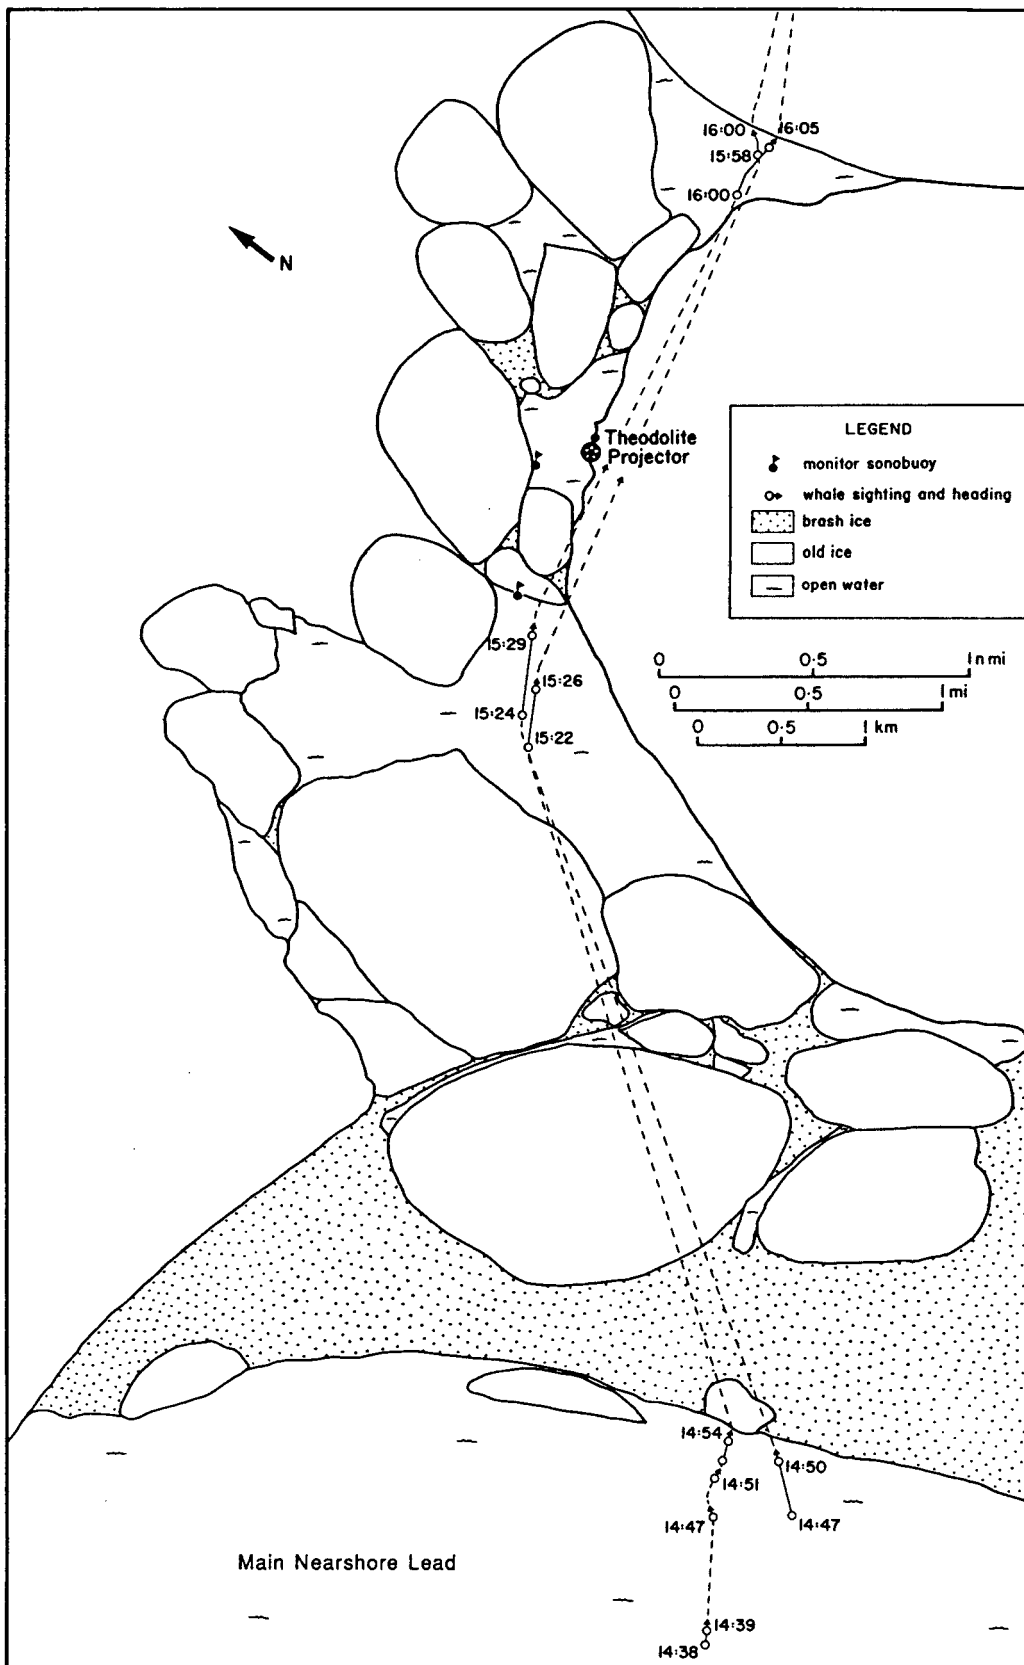 16:00
16:05
15:58
16:00
N
Theodolite
Projector
LEGEND
monitor sonobuoy
whale sighting and heading
brash ice
old ice
open water
15:29
15:26
15:24
15:22
0 0·5 1 n mi
0 0·5 1 mi
0 0·5 1 km
14:54
14:50
14:51
14:47
14:47
Main Nearshore Lead
14:39
14:38